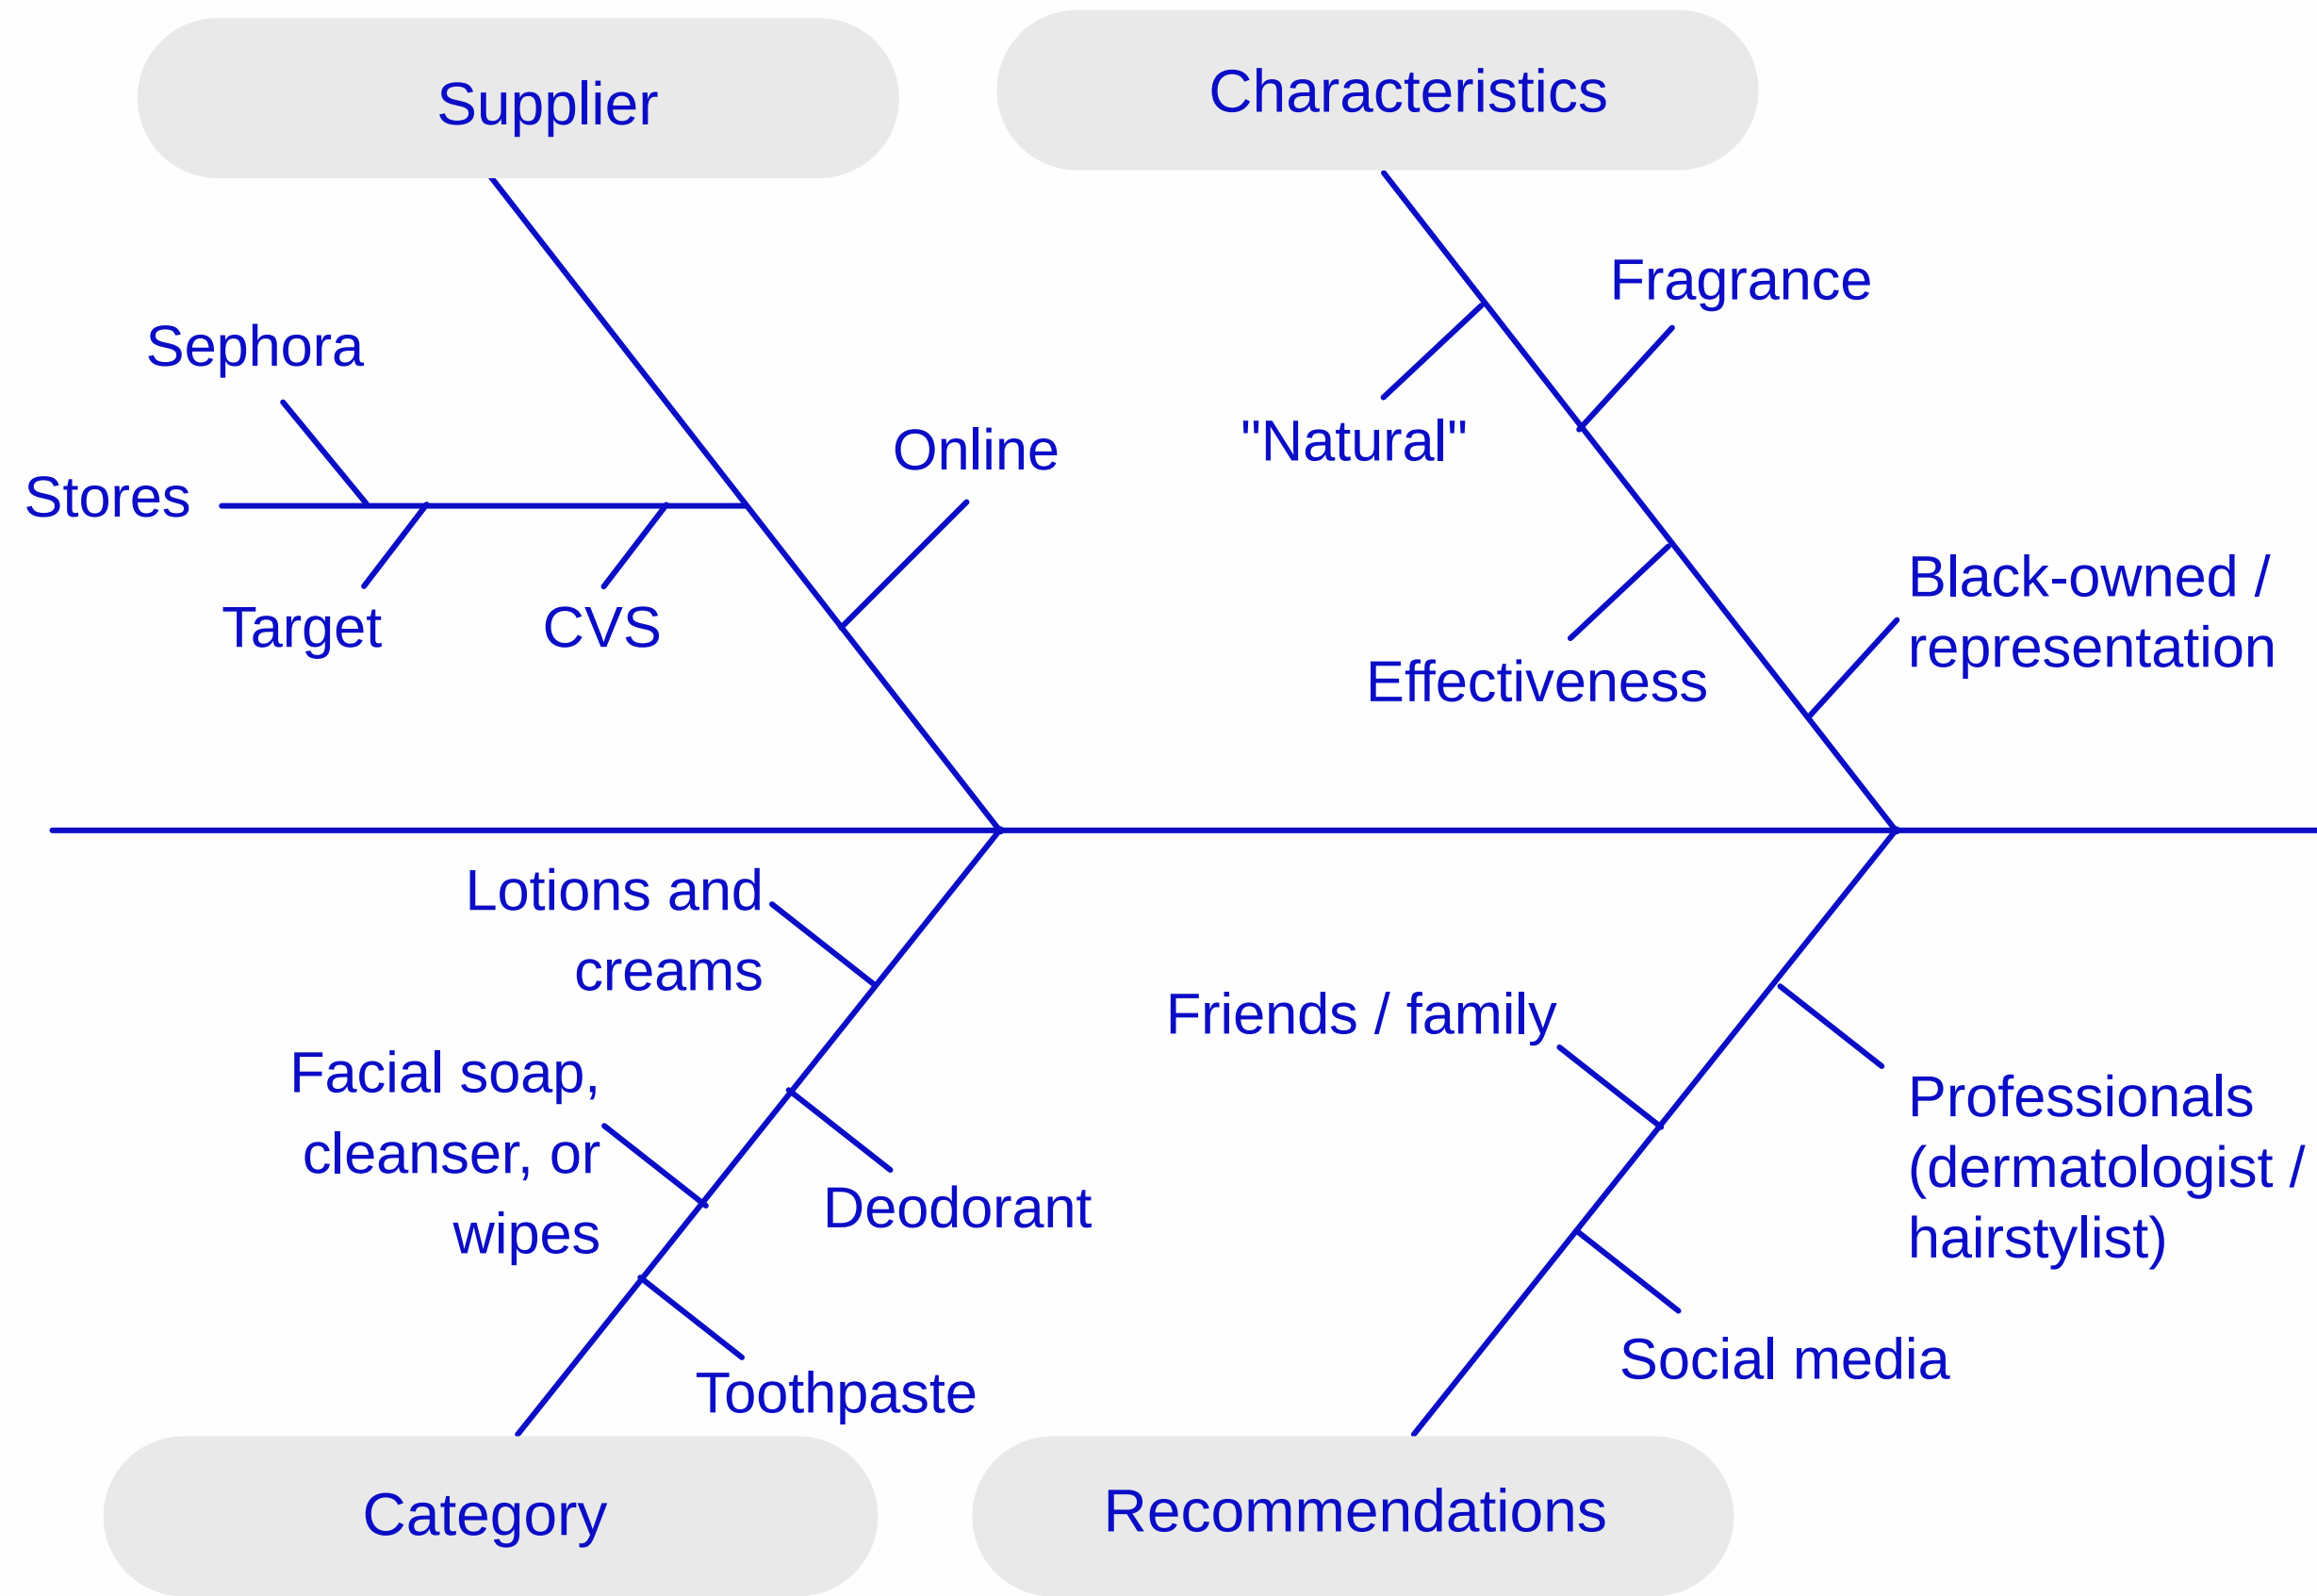 Supplier
Characteristics
Fragrance
Sephora
"Natural"
Online
Stores
Black-owned /
representation
Target
CVS
Effectiveness
Lotions and
creams
Friends / family
Facial soap,
cleanser, or
wipes
Professionals
(dermatologist /
hairstylist)
Deodorant
Social media
Toothpaste
Category
Recommendations